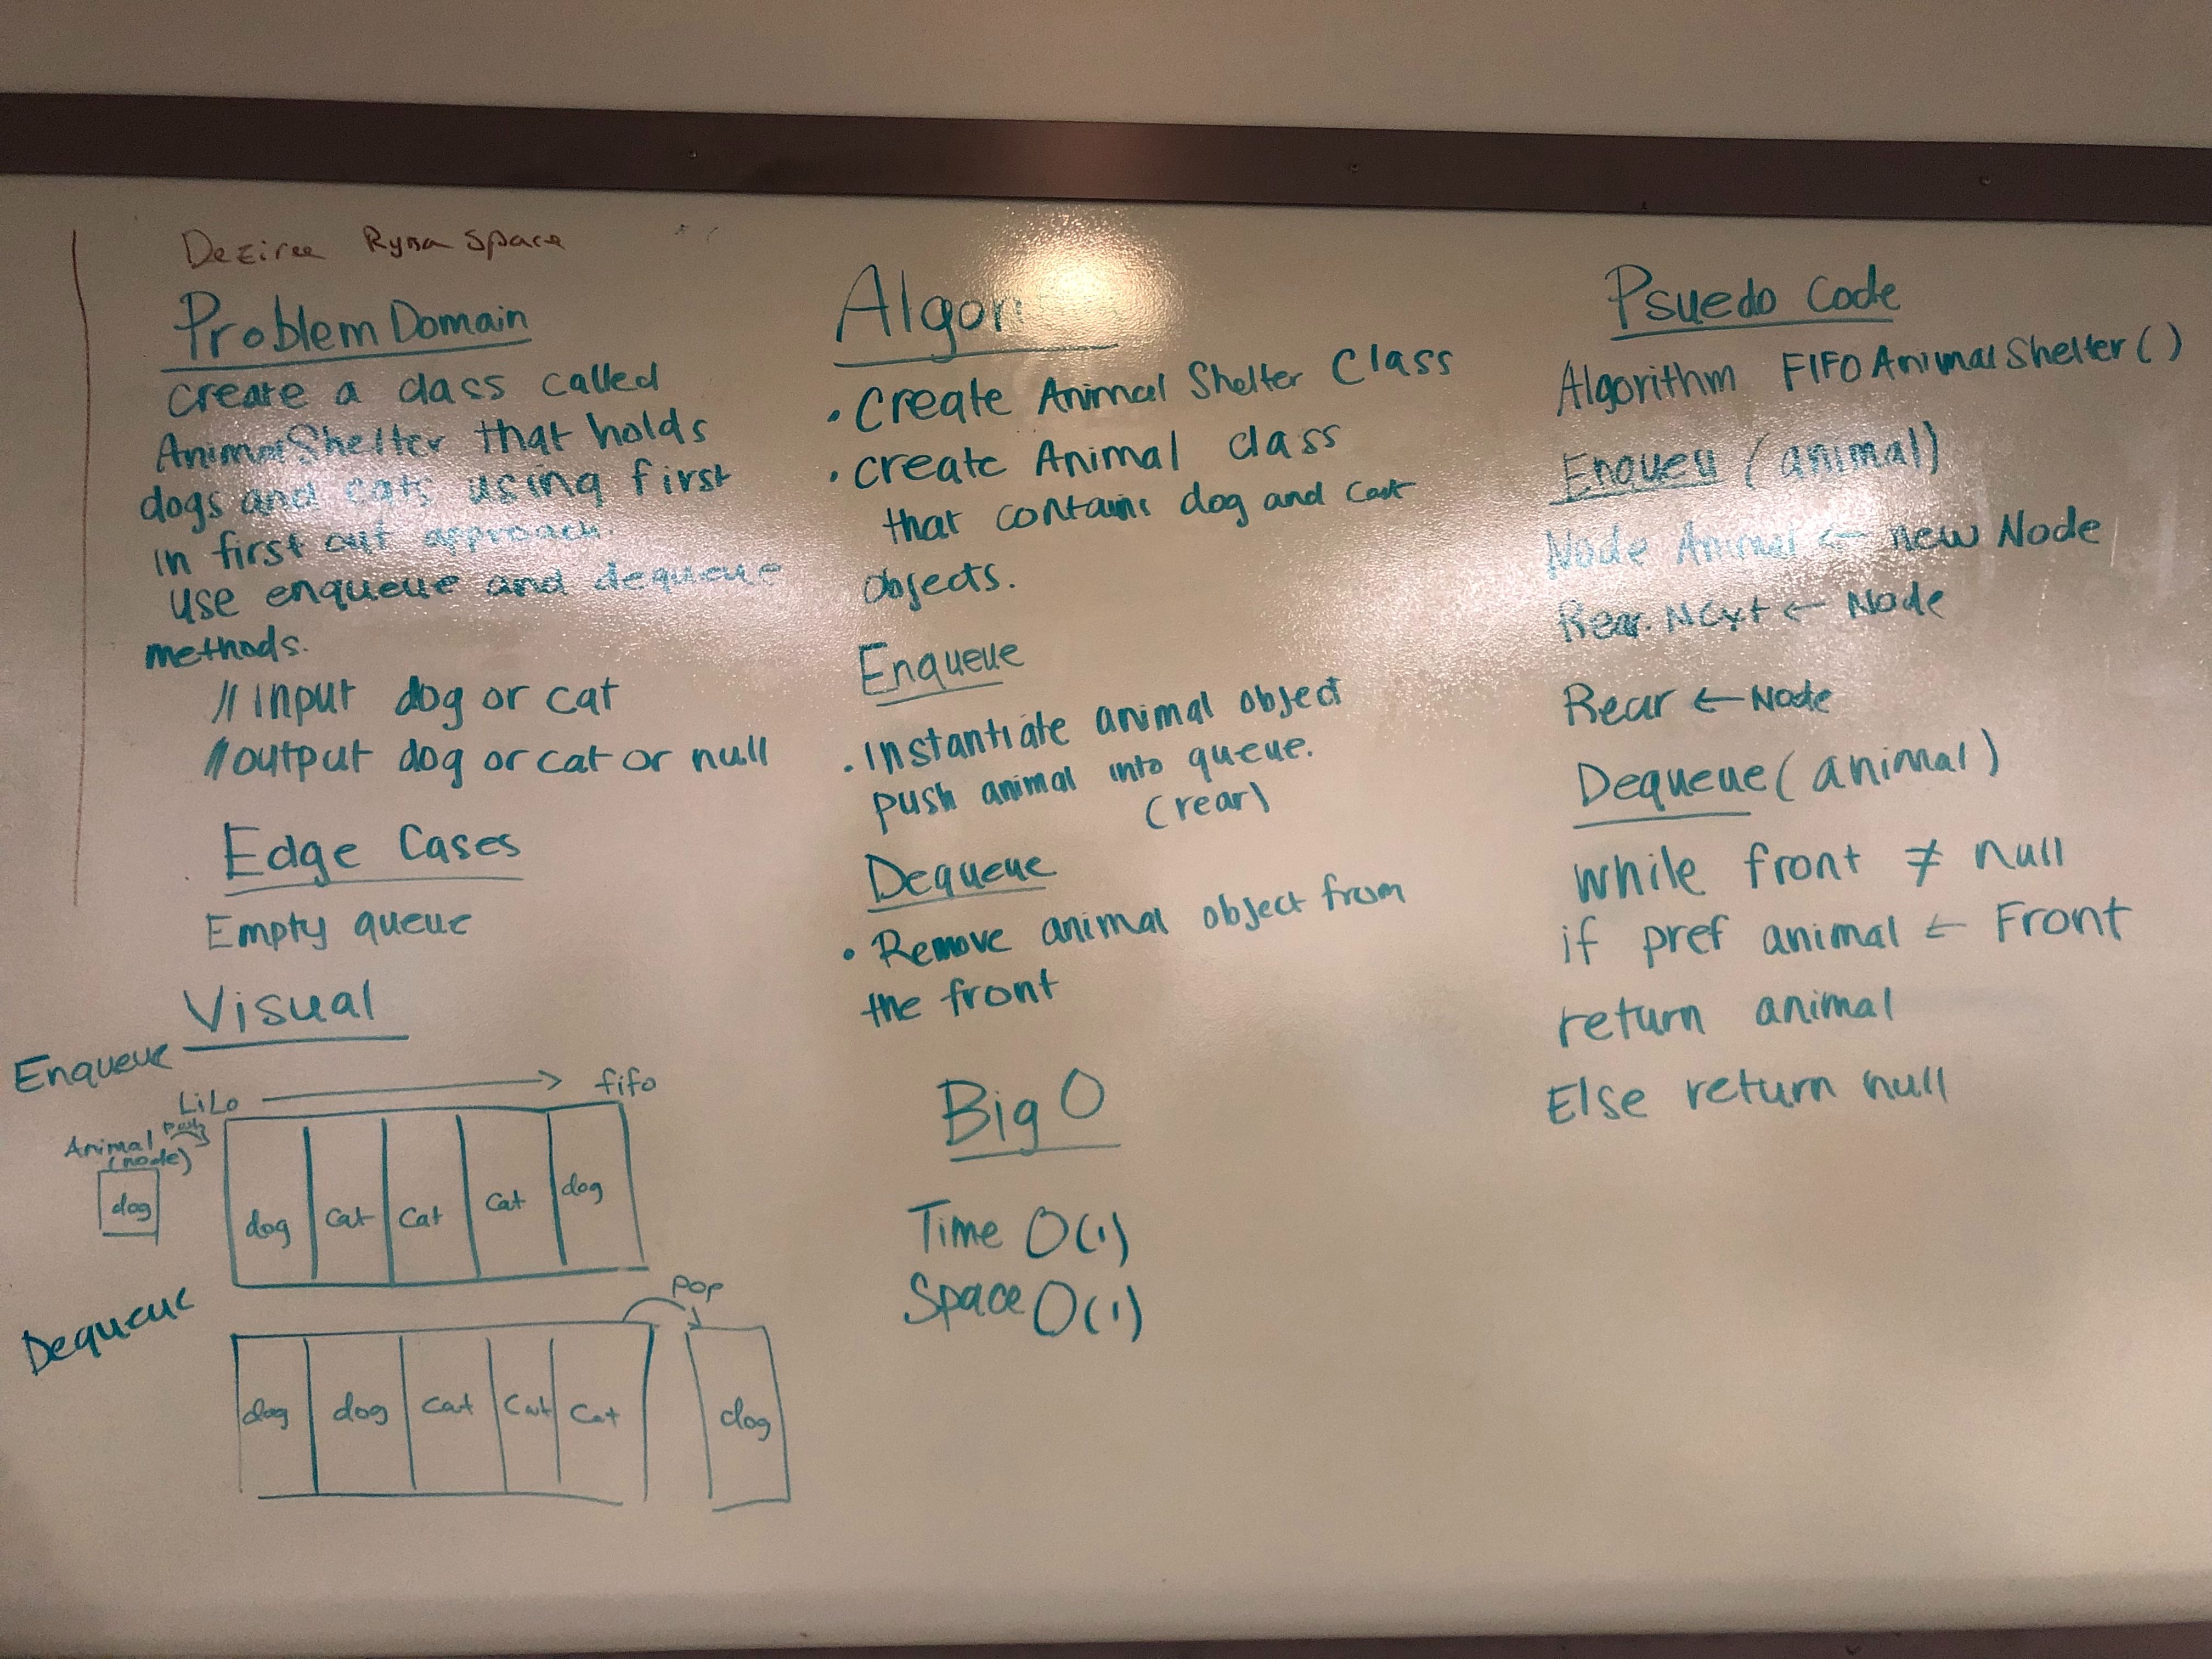 Deziree Ryna Space
Problem Domain
create a class called
AnimalShelter that holds
dogs and cats using first
in first out approach.
use enqueue and dequeue
methods.
// input dog or cat
// output dog or cat or null
Edge Cases
Empty queue
Visual
Enqueue
LiLo
fifo
Animal push
(node)
dog
dog cat cat cat dog
Dequeue
pop
dog dog cat cat cat dog
Algori
• Create Animal Shelter Class
• create Animal class
that contains dog and cat
objects.
Enqueue
• Instantiate animal object
push animal into queue.
(rear)
Dequeue
• Remove animal object from
the front
Big O
Time O(1)
Space O(1)
Psuedo Code
Algorithm FIFOAnimalShelter()
Enqueu (animal)
Node Animal ← new Node
Rear. Next ← Node
Rear ← Node
Dequeue(animal)
while front ≠ null
if pref animal ← Front
return animal
Else return null